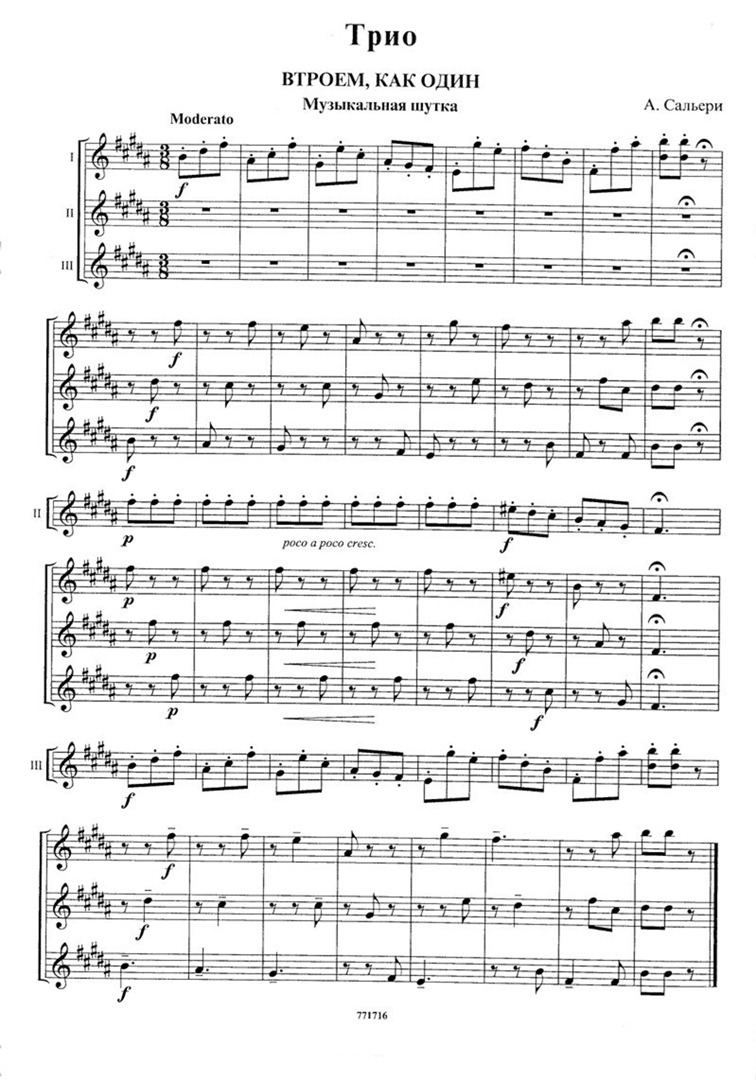 Трио
ВТРОЕМ, КАК ОДИН
Музыкальная шутка
А. Сальери
Moderato
I
f
II
III
f
f
f
II
p
poco a poco cresc.
f
p
f
p
f
p
f
III
f
f
f
f
771716